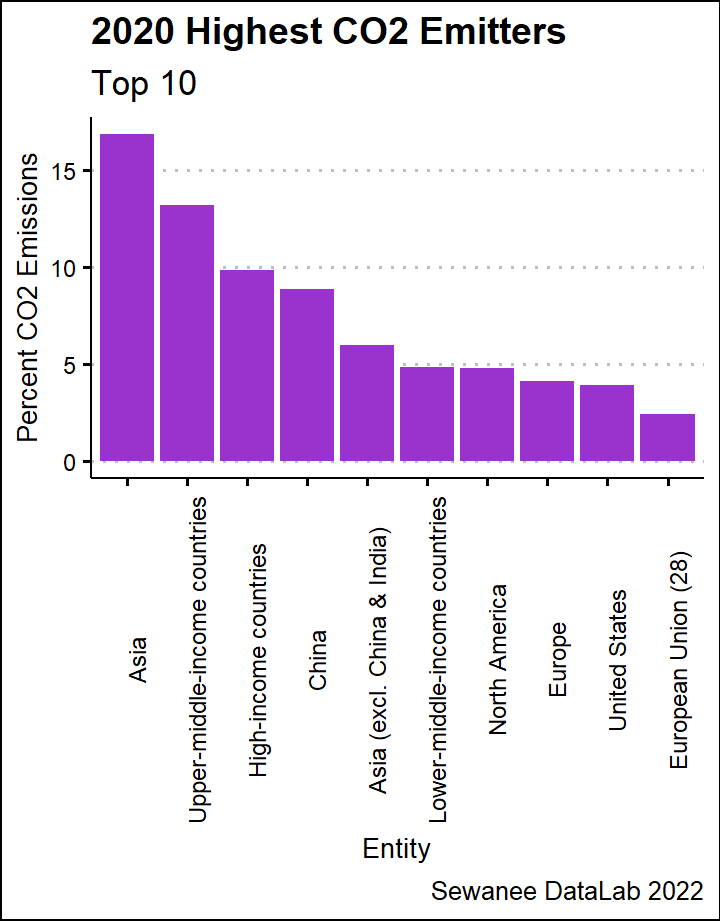 2020 Highest CO2 Emitters
Top 10
Percent CO2 Emissions
15
10
5
0
Asia
Upper-middle-income countries
High-income countries
China
Asia (excl. China & India)
Lower-middle-income countries
North America
Europe
United States
European Union (28)
Entity
Sewanee DataLab 2022